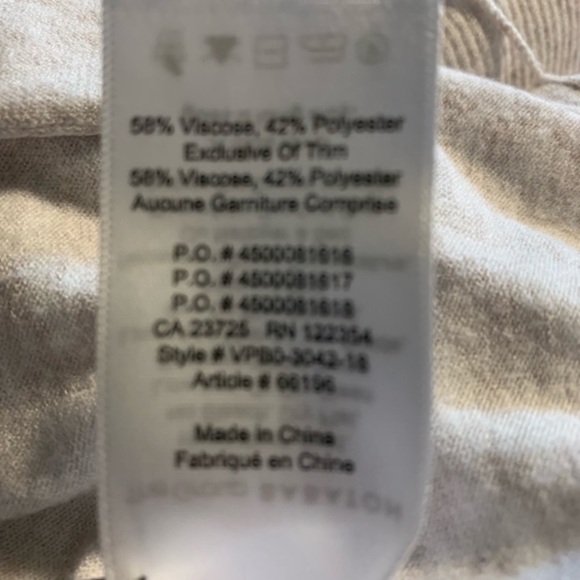 58% Viscose, 42% Polyester
Exclusive Of Trim
58% Viscose, 42% Polyester
Aucune Garniture Comprise
P.O. # 4500081616
P.O. # 4500081617
P.O. # 4500081618
CA 23725 RN 122354
Style # VPB0-3042-18
Article # 66196
Made in China
Fabriqué en Chine